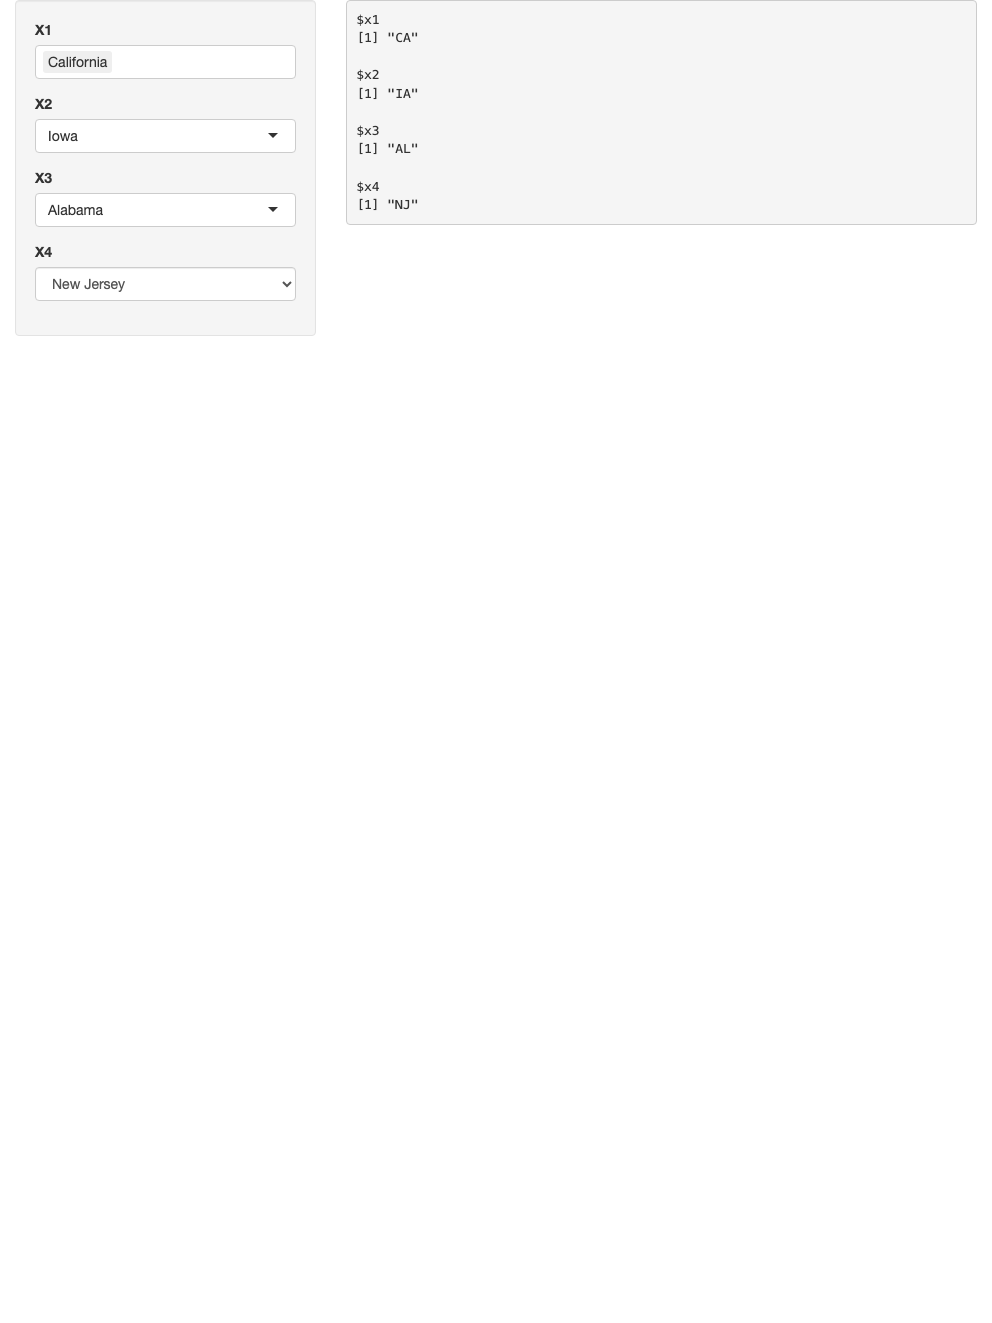 X1
California
X2
Iowa
X3
Alabama
X4
New Jersey
$x1
[1] "CA"
$x2
[1] "IA"
$x3
[1] "AL"
$x4
[1] "NJ"